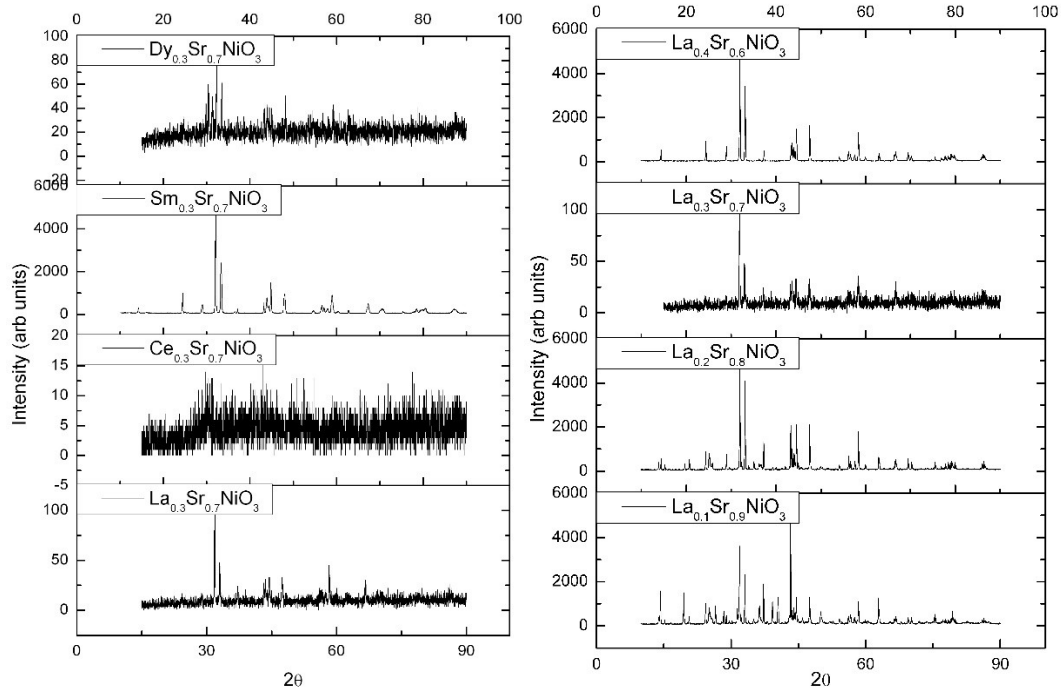 0 20 40 60 80 100
Dy0.3Sr0.7NiO3
100
80
60
40
20
0
-20
Sm0.3Sr0.7NiO3
6000
4000
2000
0
Ce0.3Sr0.7NiO3
20
15
10
5
0
-5
La0.3Sr0.7NiO3
100
50
0
0 30 60 90
2θ
Intensity (arb units)
0 20 40 60 80 100
La0.4Sr0.6NiO3
6000
4000
2000
0
La0.3Sr0.7NiO3
100
50
0
La0.2Sr0.8NiO3
6000
4000
2000
0
La0.1Sr0.9NiO3
6000
4000
2000
0
0 30 60 90
2θ
Intensity (arb units)